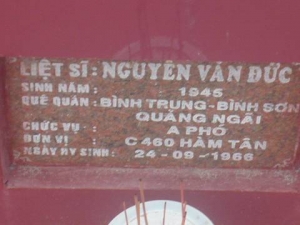 LIỆT SĨ : NGUYỄN VĂN ĐỨC
SINH NĂM : 1945
QUÊ QUÁN : BÌNH TRUNG - BÌNH SƠN
QUẢNG NGÃI
CHỨC VỤ : A PHÓ
ĐƠN VỊ : C 460 HÀM TÂN
NGÀY HY SINH : 24 - 09 - 1966